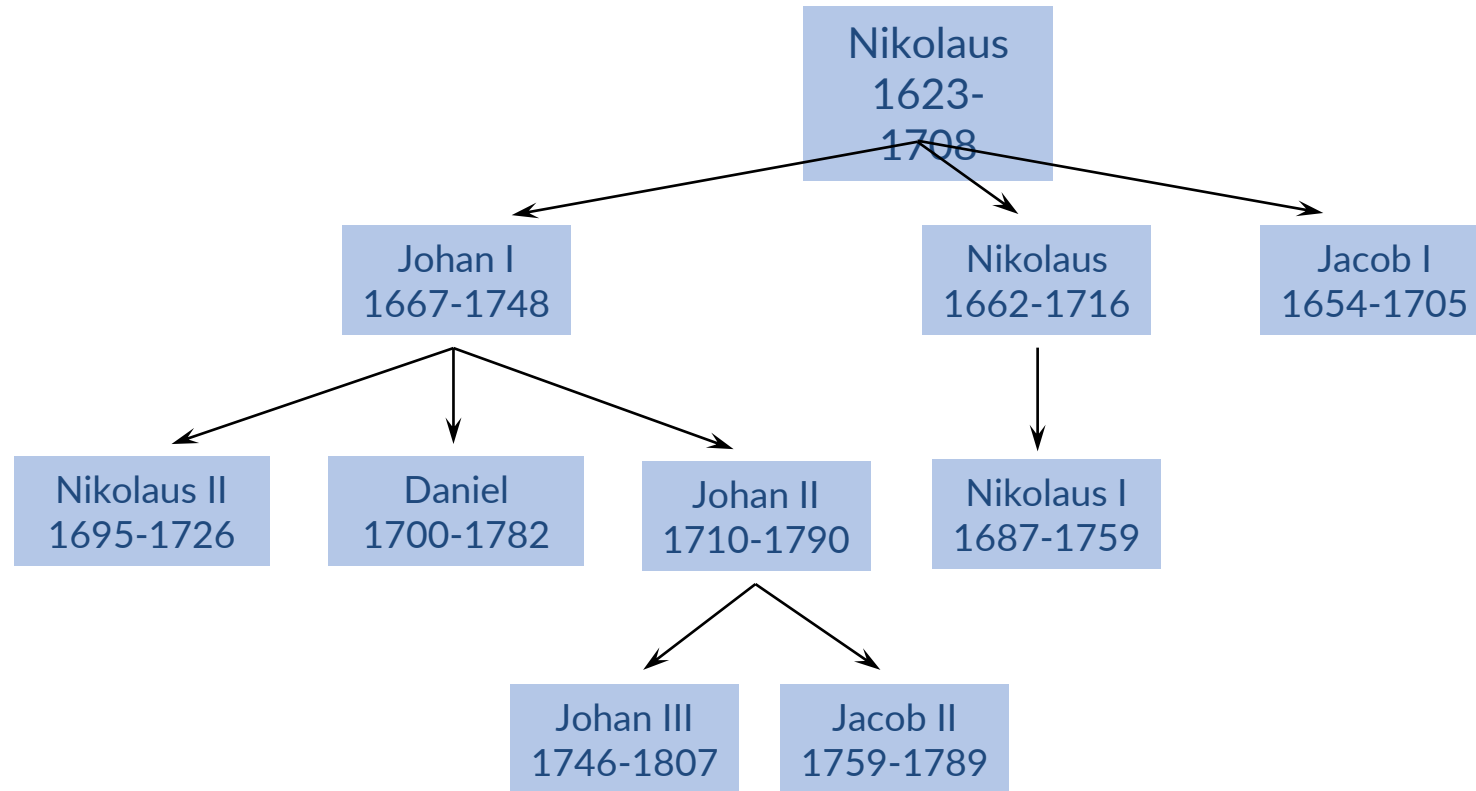 Nikolaus
1623-
1708
Johan I
1667-1748
Nikolaus
1662-1716
Jacob I
1654-1705
Nikolaus II
1695-1726
Daniel
1700-1782
Johan II
1710-1790
Nikolaus I
1687-1759
Johan III
1746-1807
Jacob II
1759-1789